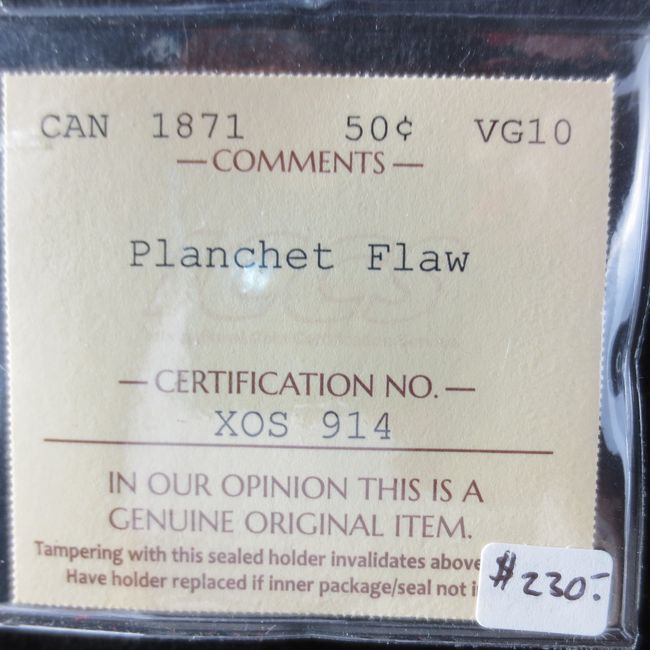 CAN 1871 50¢ VG10
—COMMENTS—
Planchet Flaw
ICCS
— CERTIFICATION NO. —
XOS 914
IN OUR OPINION THIS IS A
GENUINE ORIGINAL ITEM.
Tampering with this sealed holder invalidates above
Have holder replaced if inner package/seal not i
$230.-